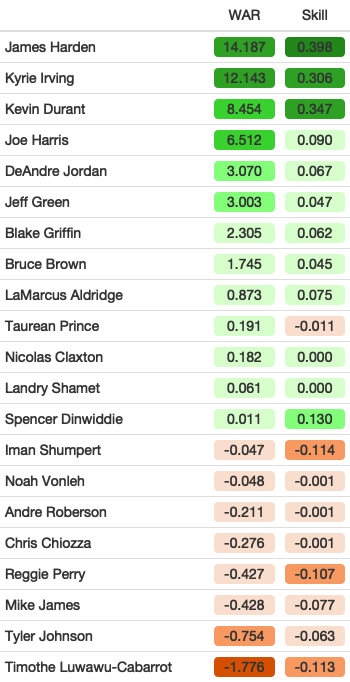 WAR Skill
James Harden 14.187 0.398
Kyrie Irving 12.143 0.306
Kevin Durant 8.454 0.347
Joe Harris 6.512 0.090
DeAndre Jordan 3.070 0.067
Jeff Green 3.003 0.047
Blake Griffin 2.305 0.062
Bruce Brown 1.745 0.045
LaMarcus Aldridge 0.873 0.075
Taurean Prince 0.191 -0.011
Nicolas Claxton 0.182 0.000
Landry Shamet 0.061 0.000
Spencer Dinwiddie 0.011 0.130
Iman Shumpert -0.047 -0.114
Noah Vonleh -0.048 -0.001
Andre Roberson -0.211 -0.001
Chris Chiozza -0.276 -0.001
Reggie Perry -0.427 -0.107
Mike James -0.428 -0.077
Tyler Johnson -0.754 -0.063
Timothe Luwawu-Cabarrot -1.776 -0.113